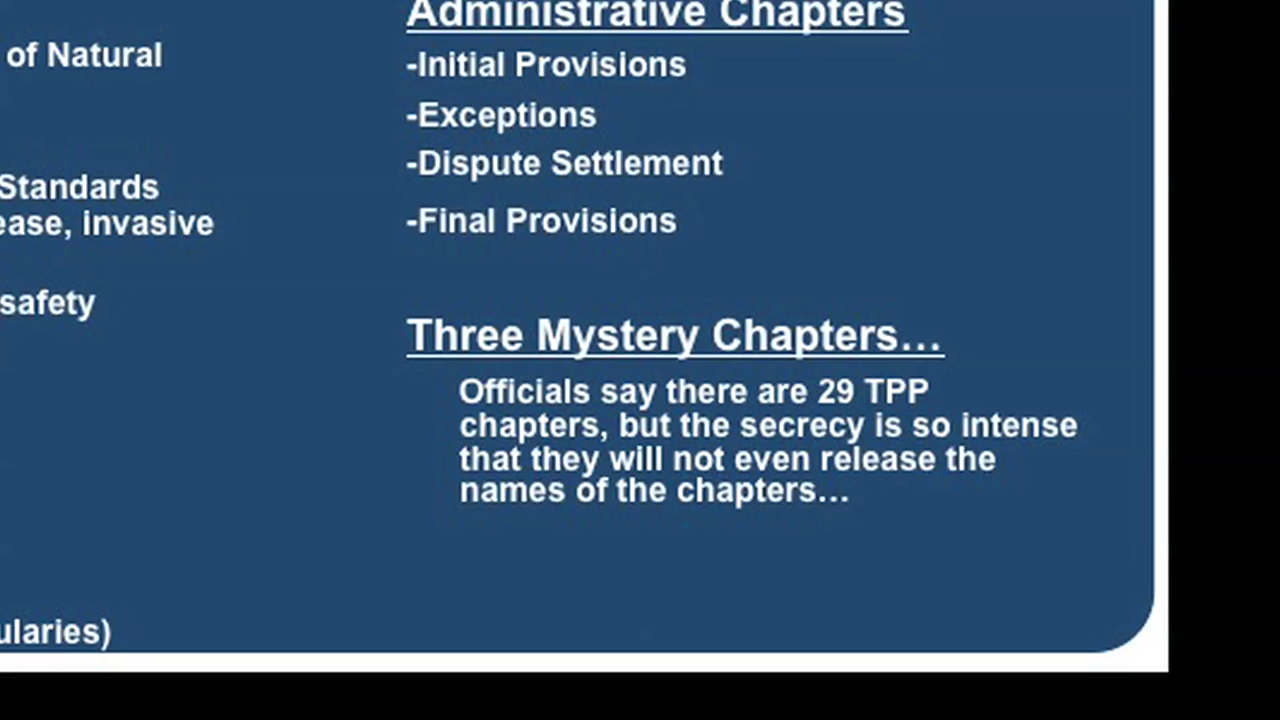 of Natural
Standards
ease, invasive
safety
ularies)
Administrative Chapters
-Initial Provisions
-Exceptions
-Dispute Settlement
-Final Provisions
Three Mystery Chapters…
Officials say there are 29 TPP
chapters, but the secrecy is so intense
that they will not even release the
names of the chapters…